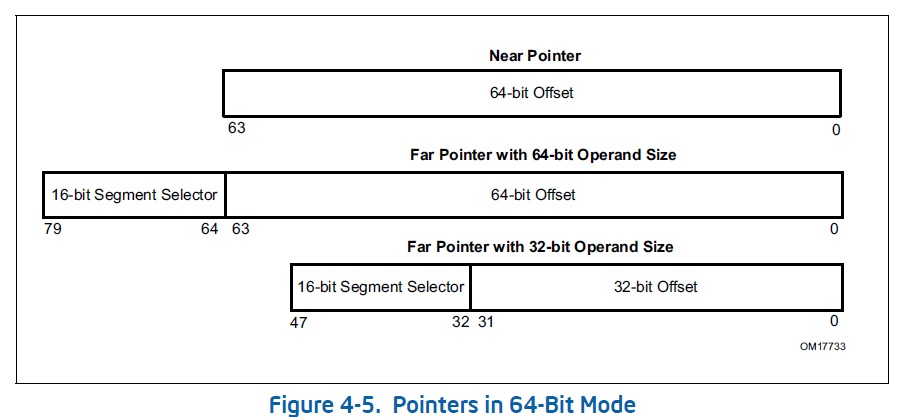 Near Pointer
64-bit Offset
63 0
Far Pointer with 64-bit Operand Size
16-bit Segment Selector 64-bit Offset
79 64 63 0
Far Pointer with 32-bit Operand Size
16-bit Segment Selector 32-bit Offset
47 32 31 0
OM17733
Figure 4-5. Pointers in 64-Bit Mode